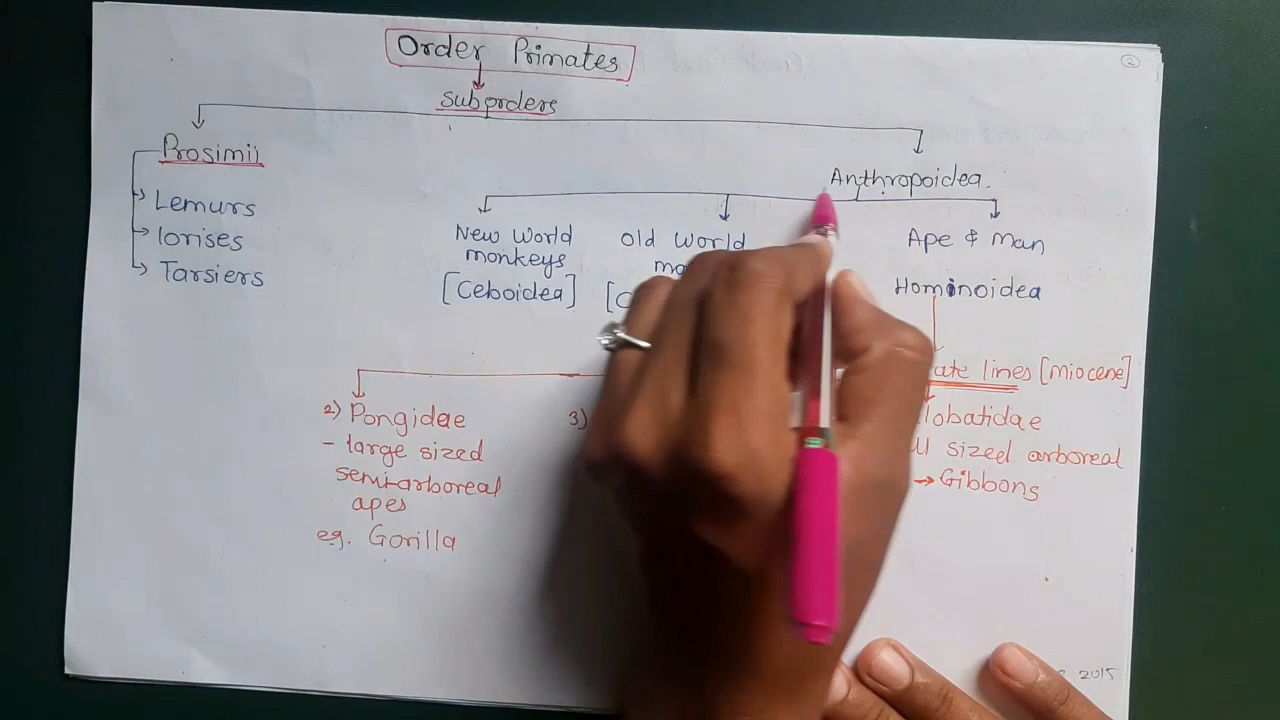 Order Primates
2
Suborders
Prosimii
Anthropoidea.
Lemurs
lorises
Tarsiers
New World
monkeys
[Ceboidea]
Old World
Ape & Man
Hominoidea
lines [miocene]
2) Pongidae
- large sized
semi-arboreal
apes
eg. Gorilla
3)
sized arboreal
→ Gibbons
2015